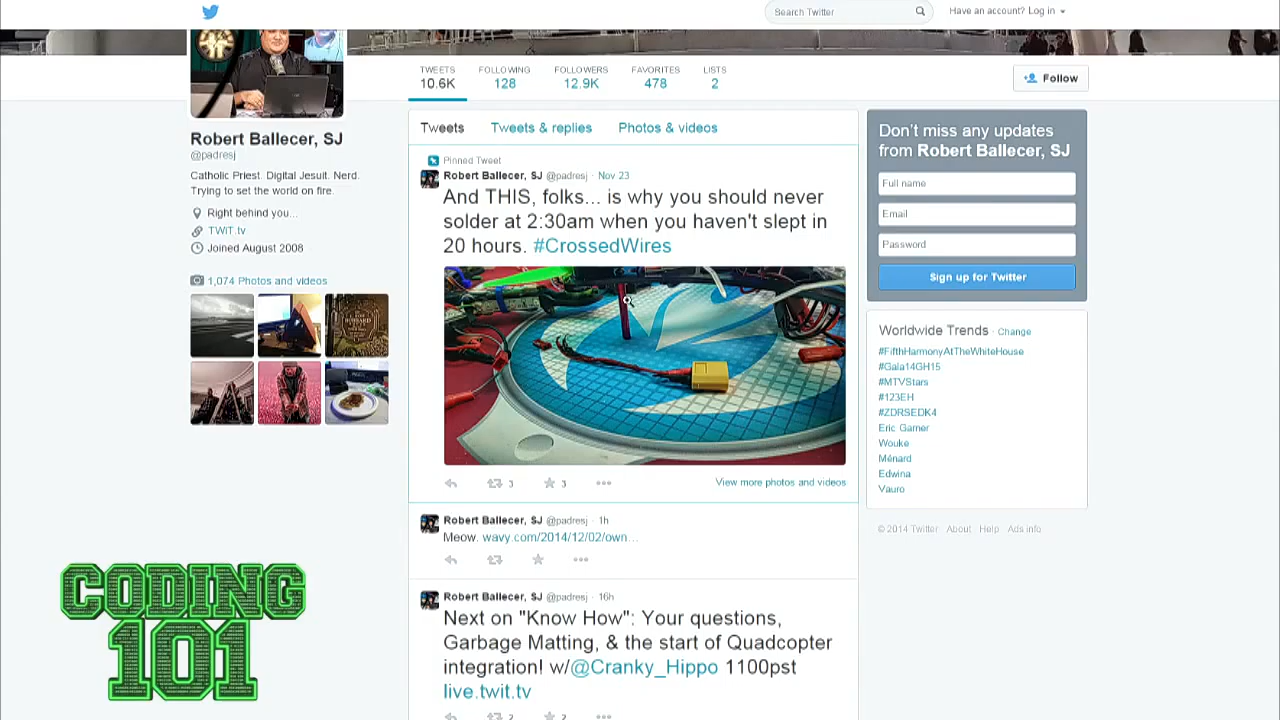 Search Twitter
Have an account? Log in
TWEETS
10.6K
FOLLOWING
128
FOLLOWERS
12.9K
FAVORITES
478
LISTS
2
Follow
Robert Ballecer, SJ
@padresj
Catholic Priest. Digital Jesuit. Nerd.
Trying to set the world on fire.
Right behind you...
TWiT.tv
Joined August 2008
1,074 Photos and videos
Tweets
Tweets & replies
Photos & videos
Pinned Tweet
Robert Ballecer, SJ @padresj · Nov 23
And THIS, folks... is why you should never
solder at 2:30am when you haven't slept in
20 hours. #CrossedWires
3
3
View more photos and videos
Robert Ballecer, SJ @padresj · 1h
Meow. wavy.com/2014/12/02/own...
Robert Ballecer, SJ @padresj · 16h
Next on "Know How": Your questions,
Garbage Mating, & the start of Quadcopter
integration! w/@Cranky_Hippo 1100pst
live.twit.tv
2
2
Don't miss any updates
from Robert Ballecer, SJ
Full name
Email
Password
Sign up for Twitter
Worldwide Trends · Change
#FifthHarmonyAtTheWhiteHouse
#Gala14GH15
#MTVStars
#123EH
#ZDRSEDK4
Eric Garner
Wouke
Ménard
Edwina
Vauro
© 2014 Twitter About Help Ads info
CODING
101